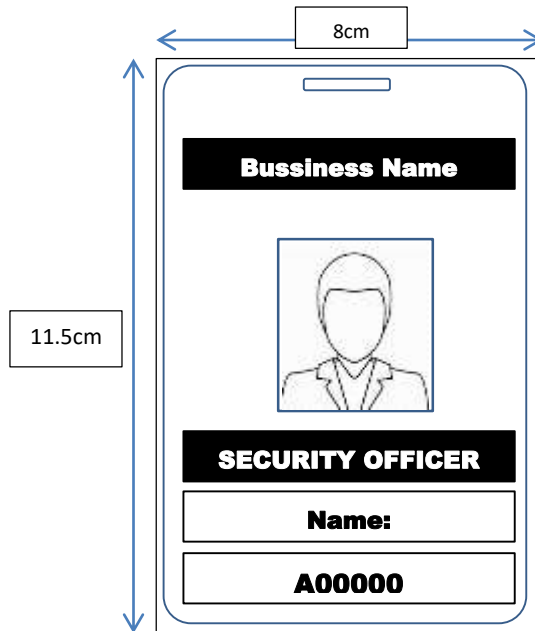 8cm
Bussiness Name
11.5cm
SECURITY OFFICER
Name:
A00000